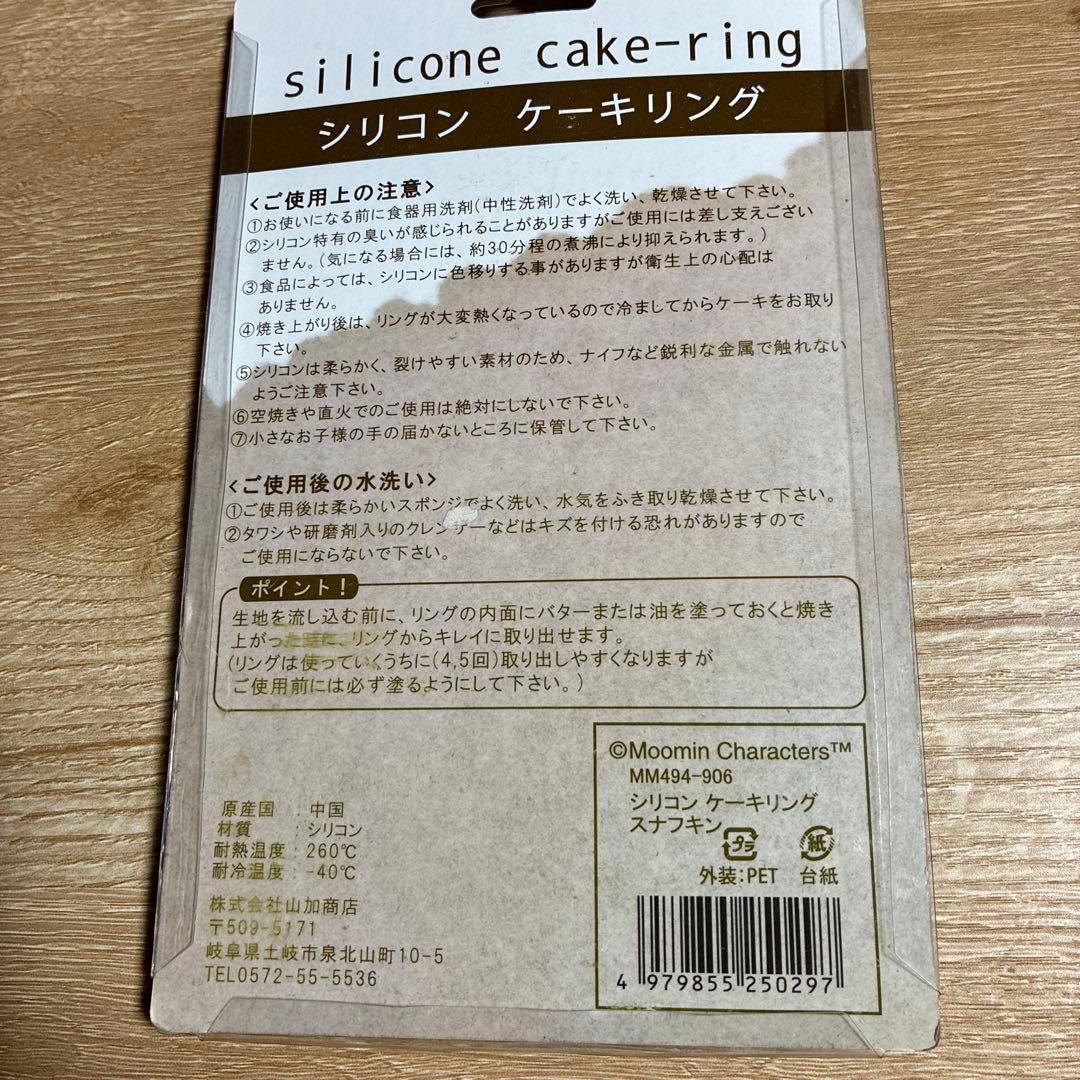 silicone cake-ring
シリコン ケーキリング
<ご使用上の注意>
①お使いになる前に食器用洗剤(中性洗剤)でよく洗い、乾燥させて下さい。
②シリコン特有の臭いが感じられることがありますがご使用には差し支えござい
ません。(気になる場合には、約30分程の煮沸により抑えられます。)
③食品によっては、シリコンに色移りする事がありますが衛生上の心配は
ありません。
④焼き上がり後は、リングが大変熱くなっているので冷ましてからケーキをお取り
下さい。
⑤シリコンは柔らかく、裂けやすい素材のため、ナイフなど鋭利な金属で触れない
ようご注意下さい。
⑥空焼きや直火でのご使用は絶対にしないで下さい。
⑦小さなお子様の手の届かないところに保管して下さい。
<ご使用後の水洗い>
①ご使用後は柔らかいスポンジでよく洗い、水気をふき取り乾燥させて下さい。
②タワシや研磨剤入りのクレンザーなどはキズを付ける恐れがありますので
ご使用にならないで下さい。
ポイント!
生地を流し込む前に、リングの内面にバターまたは油を塗っておくと焼き
上がった時に、リングからキレイに取り出せます。
(リングは使っていくうちに(4,5回)取り出しやすくなりますが
ご使用前には必ず塗るようにして下さい。)
原産国 : 中国
材質 : シリコン
耐熱温度 : 260℃
耐冷温度 : -40℃
株式会社山加商店
〒509-5171
岐阜県土岐市泉北山町10-5
TEL0572-55-5536
©Moomin Characters™
MM494-906
シリコン ケーキリング
スナフキン
プラ 紙
外装:PET 台紙
4 979855 250297